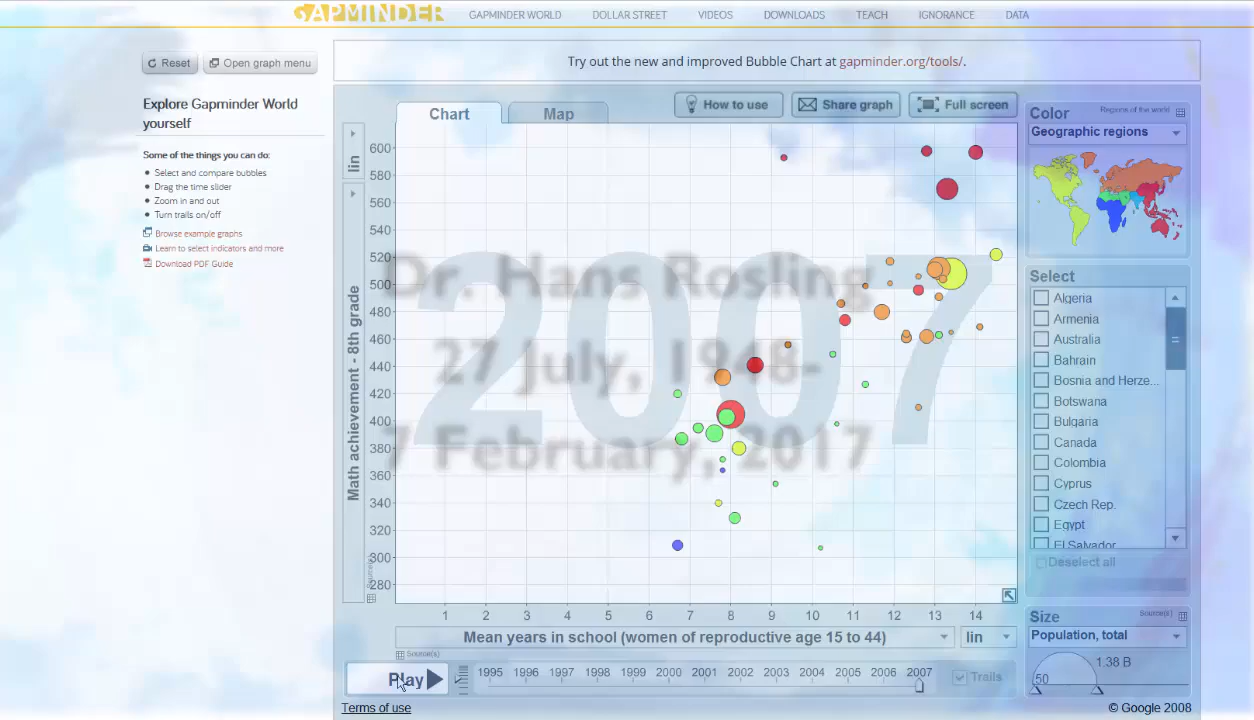 GAPMINDER
GAPMINDER WORLD DOLLAR STREET VIDEOS DOWNLOADS TEACH IGNORANCE DATA
Reset Open graph menu
Try out the new and improved Bubble Chart at gapminder.org/tools/.
Explore Gapminder World
yourself
Some of the things you can do:
Select and compare bubbles
Drag the time slider
Zoom in and out
Turn trails on/off
Browse example graphs
Learn to select indicators and more
Download PDF Guide
Chart Map
How to use Share graph Full screen
lin
Math achievement - 8th grade
600
580
560
540
520
500
480
460
440
420
400
380
360
340
320
300
280
2007
Dr. Hans Rosling
27 July, 1948-
7 February, 2017
1 2 3 4 5 6 7 8 9 10 11 12 13 14
Mean years in school (women of reproductive age 15 to 44) lin
Source(s)
Play
1995 1996 1997 1998 1999 2000 2001 2002 2003 2004 2005 2006 2007
Trails
Color Regions of the world
Geographic regions
Select
Algeria
Armenia
Australia
Bahrain
Bosnia and Herze...
Botswana
Bulgaria
Canada
Colombia
Cyprus
Czech Rep.
Egypt
El Salvador
Deselect all
Size Source(s)
Population, total
1.38 B
50
Terms of use
© Google 2008